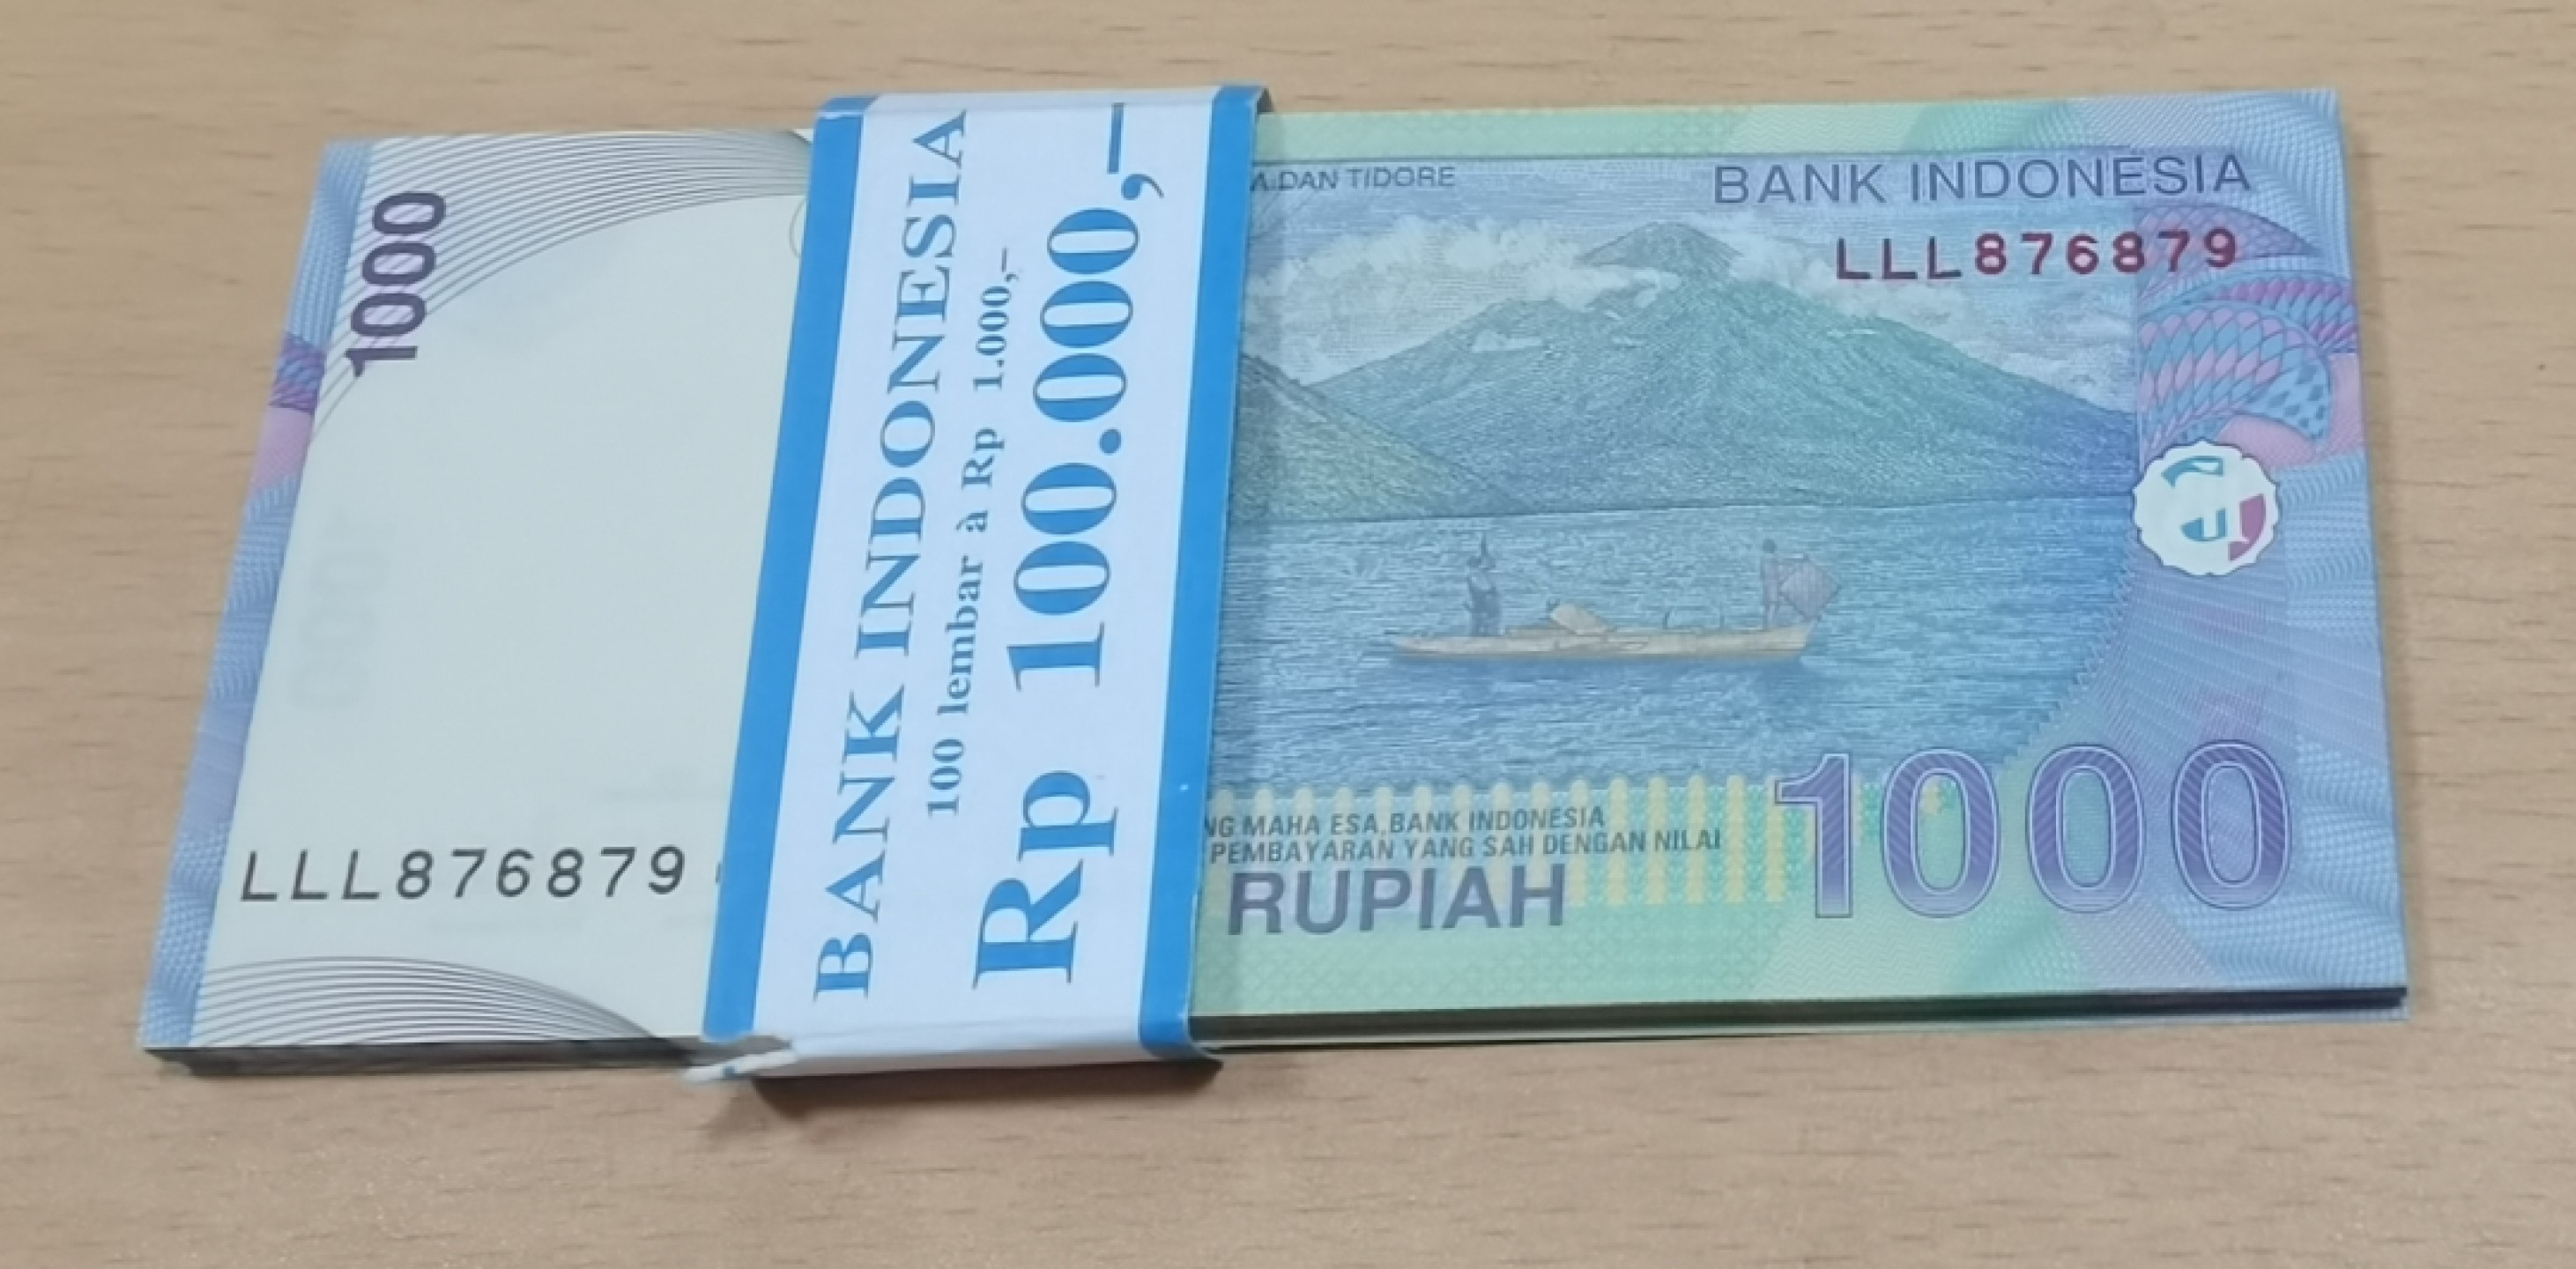 1000
LLL876879
BANK INDONESIA
100 lembar à Rp 1.000,–
Rp 100.000,–
DAN TIDORE
BANK INDONESIA
LLL876879
MAHA ESA, BANK INDONESIA
PEMBAYARAN YANG SAH DENGAN NILAI
RUPIAH
1000